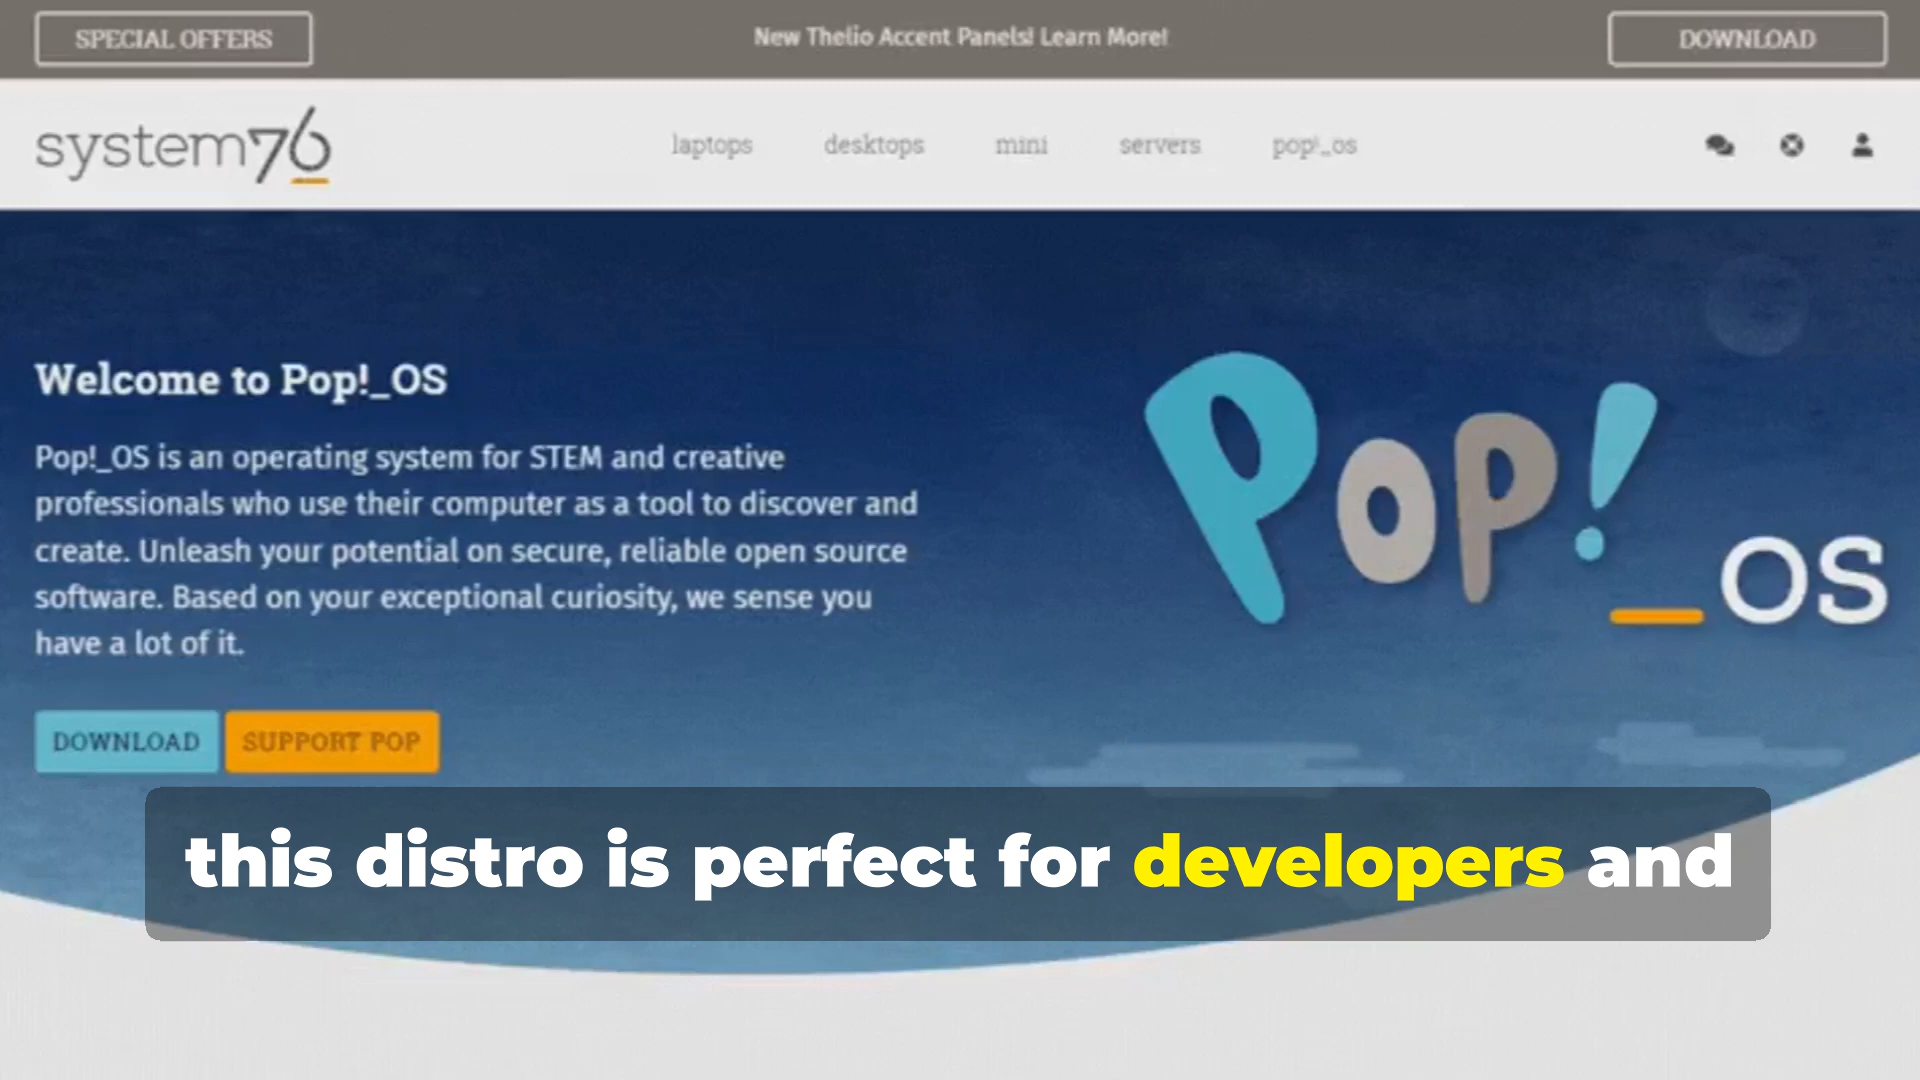 SPECIAL OFFERS
New Thelio Accent Panels! Learn More!
DOWNLOAD
system76
laptops
desktops
mini
servers
pop!_os
Welcome to Pop!_OS
Pop!_OS is an operating system for STEM and creative
professionals who use their computer as a tool to discover and
create. Unleash your potential on secure, reliable open source
software. Based on your exceptional curiosity, we sense you
have a lot of it.
Pop!_OS
DOWNLOAD
SUPPORT POP
this distro is perfect for developers and